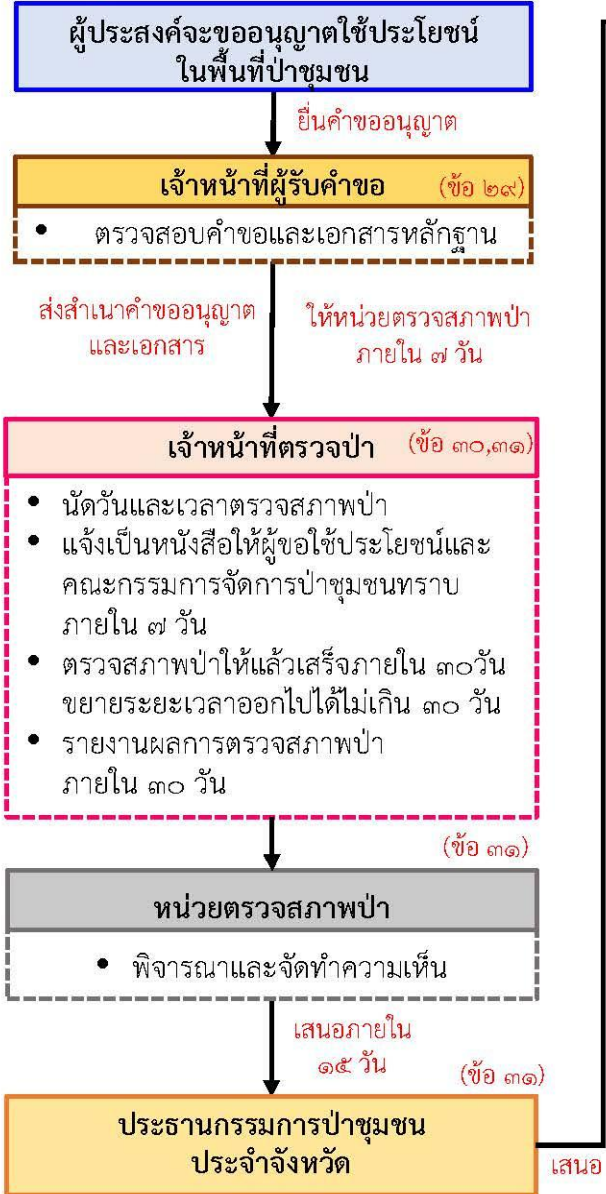 ผู้ประสงค์จะขออนุญาตใช้ประโยชน์
ในพื้นที่ป่าชุมชน
ยื่นคำขออนุญาต
เจ้าหน้าที่ผู้รับคำขอ (ข้อ ๒๙)
• ตรวจสอบคำขอและเอกสารหลักฐาน
ส่งสำเนาคำขออนุญาต
และเอกสาร
ให้หน่วยตรวจสภาพป่า
ภายใน ๗ วัน
เจ้าหน้าที่ตรวจป่า (ข้อ ๓๐,๓๑)
• นัดวันและเวลาตรวจสภาพป่า
• แจ้งเป็นหนังสือให้ผู้ขอใช้ประโยชน์และ
คณะกรรมการจัดการป่าชุมชนทราบ
ภายใน ๗ วัน
• ตรวจสภาพป่าให้แล้วเสร็จภายใน ๓๐วัน
ขยายระยะเวลาออกไปได้ไม่เกิน ๓๐ วัน
• รายงานผลการตรวจสภาพป่า
ภายใน ๓๐ วัน
(ข้อ ๓๑)
หน่วยตรวจสภาพป่า
• พิจารณาและจัดทำความเห็น
เสนอภายใน
๑๕ วัน
(ข้อ ๓๑)
ประธานกรรมการป่าชุมชน
ประจำจังหวัด
เสนอ